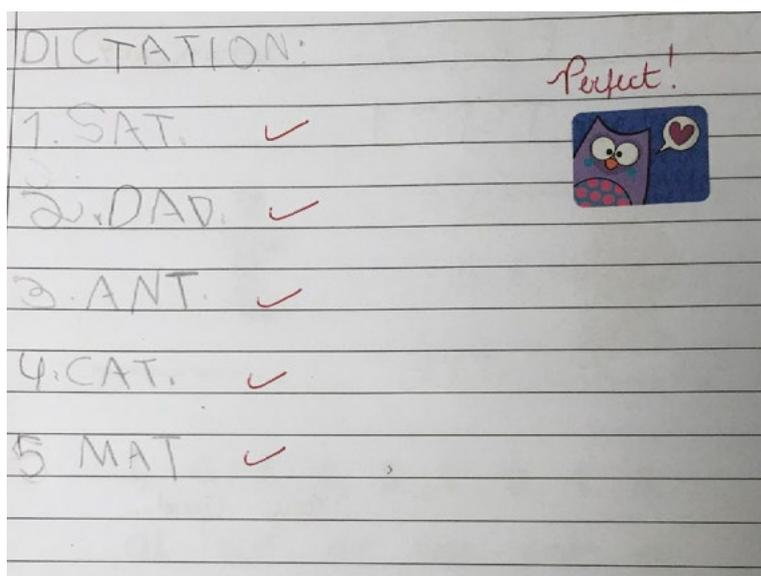 DICTATION:
Perfect!
1. SAT.
2. DAD.
3. ANT.
4. CAT.
5 MAT